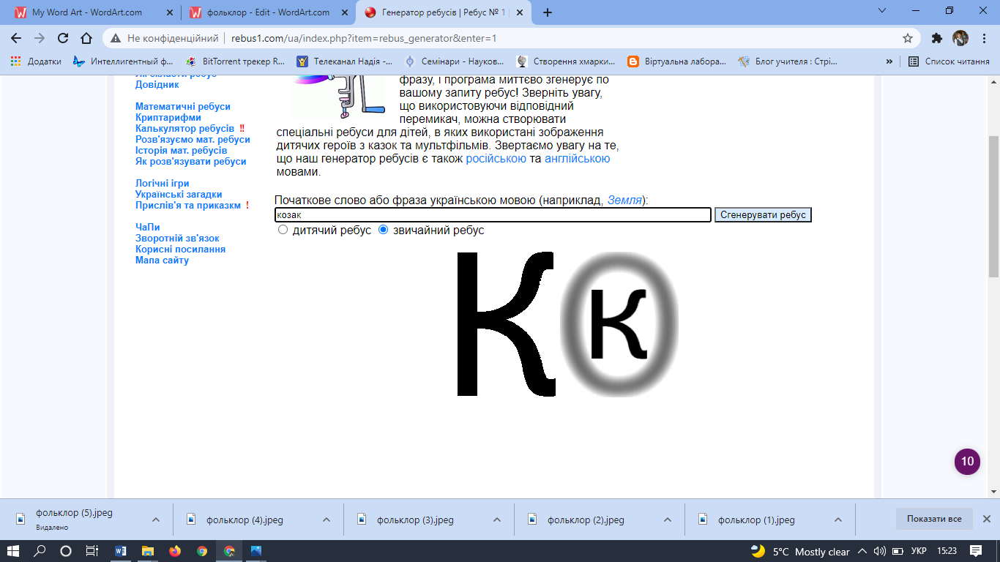 My Word Art - WordArt.com
фольклор - Edit - WordArt.com
Генератор ребусів | Ребус № 1 |
Не конфіденційний
rebus1.com/ua/index.php?item=rebus_generator&enter=1
Додатки
Интеллигентный ф...
BitTorrent трекер R...
Телеканал Надія -...
Семінари - Науков...
Створення хмарки...
Віртуальна лабора...
Блог учителя : Стрі...
»
Список читання
Як скласти ребус
Довідник
Математичні ребуси
Криптарифми
Калькулятор ребусів !!
Розв'язуємо мат. ребуси
Історія мат. ребусів
Як розв'язувати ребуси
Логічні ігри
Українські загадки
Прислів'я та приказкм !
ЧаПи
Зворотній зв'язок
Корисні посилання
Мапа сайту
фразу, і програма миттєво згенерує по
вашому запиту ребус! Зверніть увагу,
що використовуючи відповідний
перемикач, можна створювати
спеціальні ребуси для дітей, в яких використані зображення
дитячих героїв з казок та мультфільмів. Звертаємо увагу на те,
що наш генератор ребусів є також російською та англійською
мовами.
Початкове слово або фраза українською мовою (наприклад, Земля):
козак
Сгенерувати ребус
дитячий ребус звичайний ребус
К О К
10
фольклор (5).jpeg
Видалено
фольклор (4).jpeg
фольклор (3).jpeg
фольклор (2).jpeg
фольклор (1).jpeg
Показати все
5°C Mostly clear
УКР
15:23